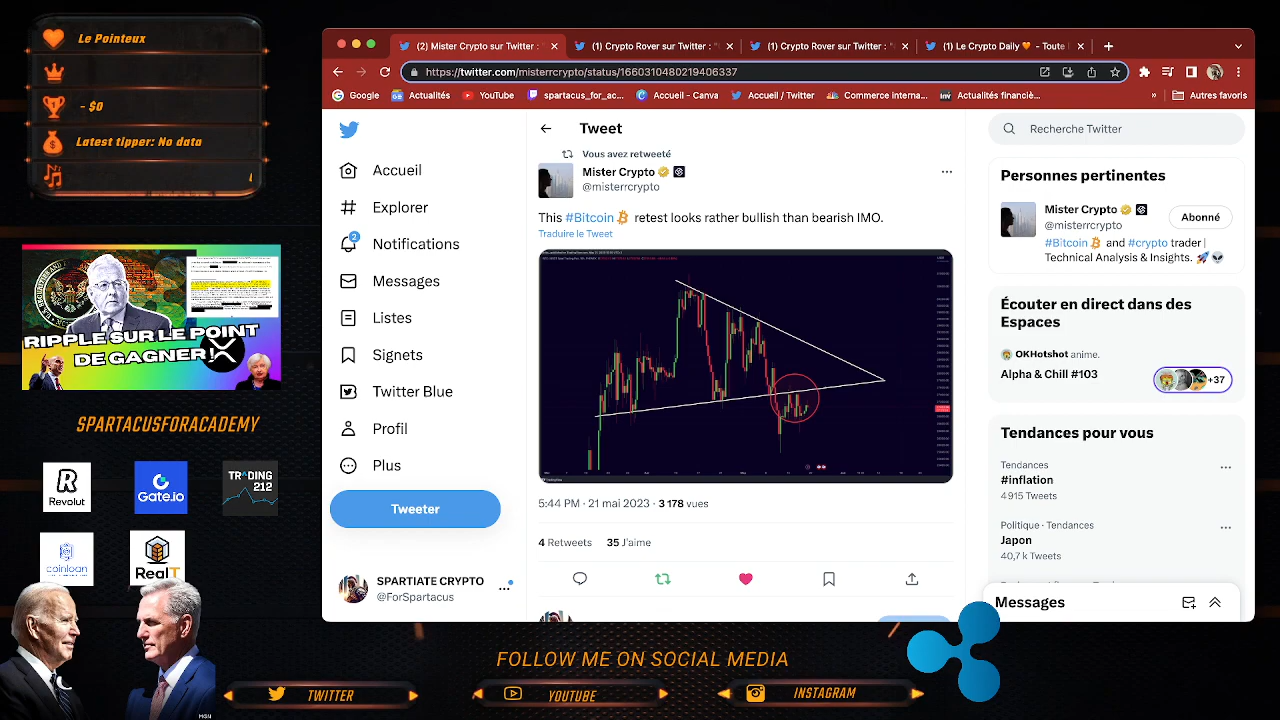 Le Pointeux
- $0
Latest tipper: No data
RIPPLE SUR LE POINT
DE GAGNER !
SPARTACUSFORACADEMY
Revolut
Gate.io
TRADING
212
coinloan
RealT
MGN
(2) Mister Crypto sur Twitter :
(1) Crypto Rover sur Twitter : "
(1) Crypto Rover sur Twitter : "
(1) Le Crypto Daily 🧡 - Toute l
https://twitter.com/misterrcrypto/status/1660310480219406337
Google
Actualités
YouTube
spartacus_for_ac...
Accueil - Canva
Accueil / Twitter
Commerce interna...
Actualités financiè...
»
Autres favoris
Accueil
Explorer
2
Notifications
Messages
Listes
Signets
Twitter Blue
Profil
Plus
Tweeter
SPARTIATE CRYPTO
@ForSpartacus
Tweet
Vous avez retweeté
Mister Crypto
@misterrcrypto
This #Bitcoin retest looks rather bullish than bearish IMO.
Traduire le Tweet
5:44 PM · 21 mai 2023 · 3 178 vues
4 Retweets 35 J'aime
Recherche Twitter
Personnes pertinentes
Mister Crypto
@misterrcrypto
Abonné
#Bitcoin and #crypto trader |
Technical Analysis & Insights. 🚀👽
Écouter en direct dans des
Espaces
OKHotshot anime.
Alpha & Chill #103
+37
Tendances pour vous
Tendances
#inflation
4 915 Tweets
Politique · Tendances
Japon
40,7 k Tweets
Messages
FOLLOW ME ON SOCIAL MEDIA
TWITTER
YOUTUBE
INSTAGRAM